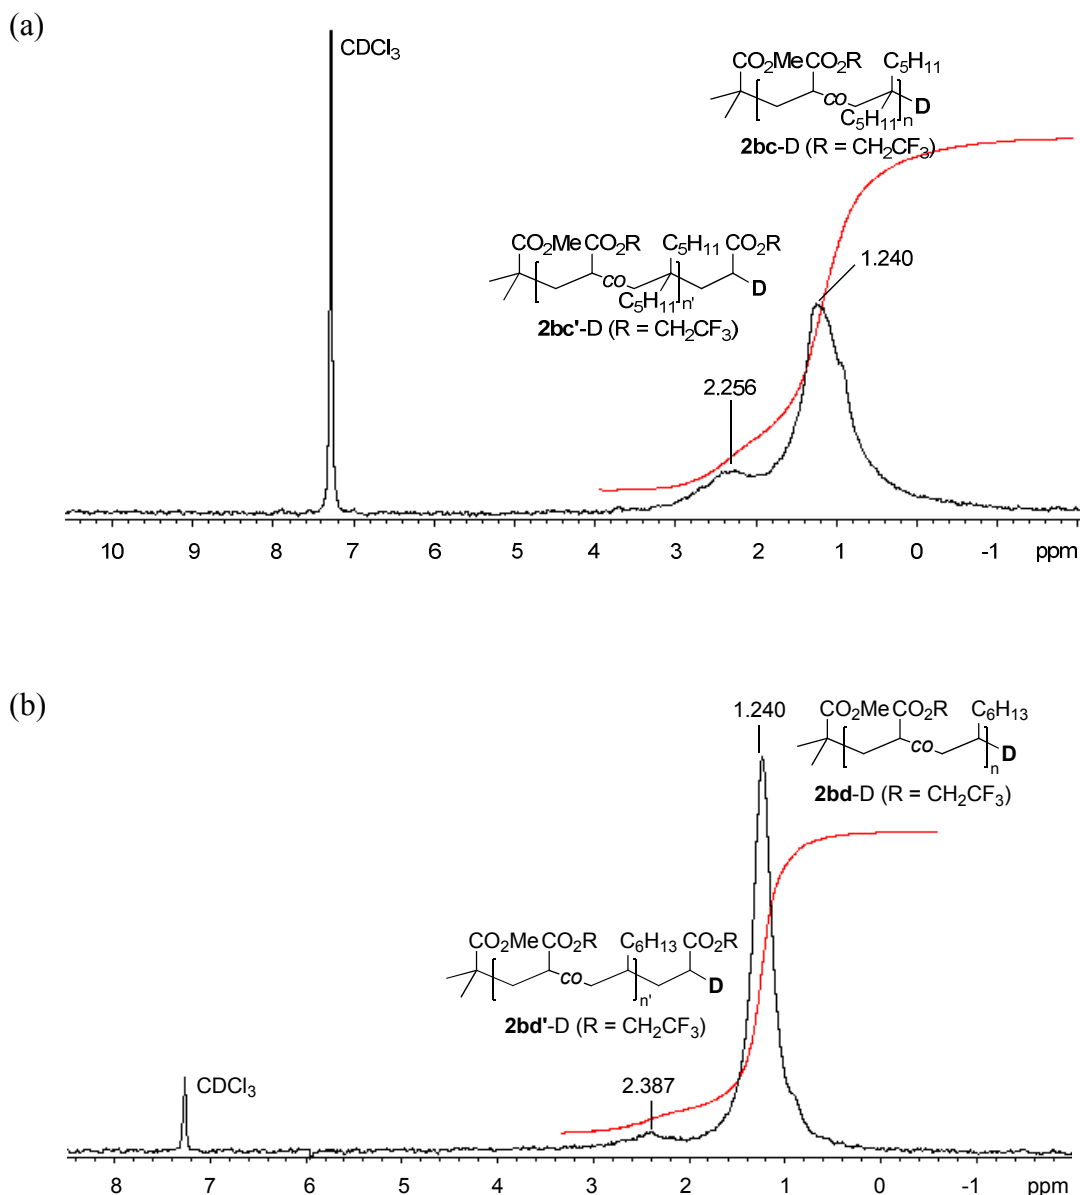 (a)
CDCl3
CO2Me CO2R C5H11
co
C5H11 n D
2bc-D (R = CH2CF3)
CO2Me CO2R C5H11 CO2R
co
C5H11 n' D
2bc'-D (R = CH2CF3)
1.240
2.256
10 9 8 7 6 5 4 3 2 1 0 -1 ppm
(b)
1.240
CO2Me CO2R C6H13
co
n D
2bd-D (R = CH2CF3)
CO2Me CO2R C6H13 CO2R
co
n' D
2bd'-D (R = CH2CF3)
CDCl3
2.387
8 7 6 5 4 3 2 1 0 -1 ppm